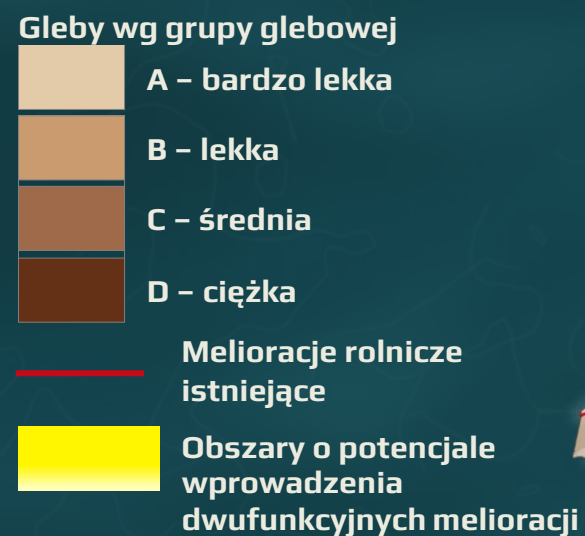 Gleby wg grupy glebowej
A – bardzo lekka
B – lekka
C – średnia
D – ciężka
Melioracje rolnicze
istniejące
Obszary o potencjale
wprowadzenia
dwufunkcyjnych melioracji